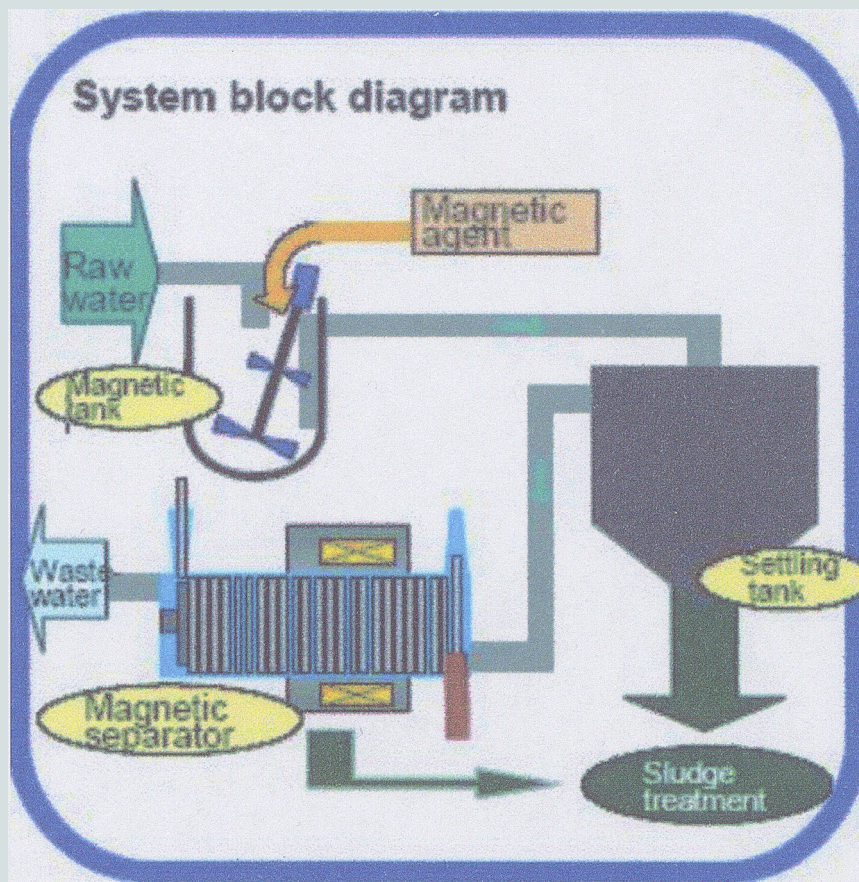 System block diagram
Magnetic
agent
Raw
water
Magnetic
tank
Waste-
water
Settling
tank
Magnetic
separator
Sludge
treatment